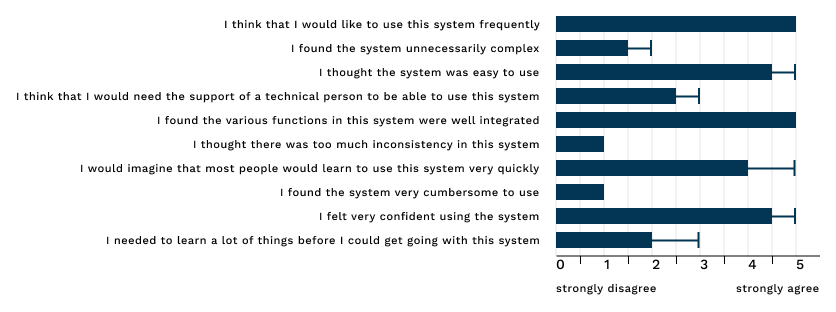 I think that I would like to use this system frequently
I found the system unnecessarily complex
I thought the system was easy to use
I think that I would need the support of a technical person to be able to use this system
I found the various functions in this system were well integrated
I thought there was too much inconsistency in this system
I would imagine that most people would learn to use this system very quickly
I found the system very cumbersome to use
I felt very confident using the system
I needed to learn a lot of things before I could get going with this system
0 1 2 3 4 5
strongly disagree strongly agree